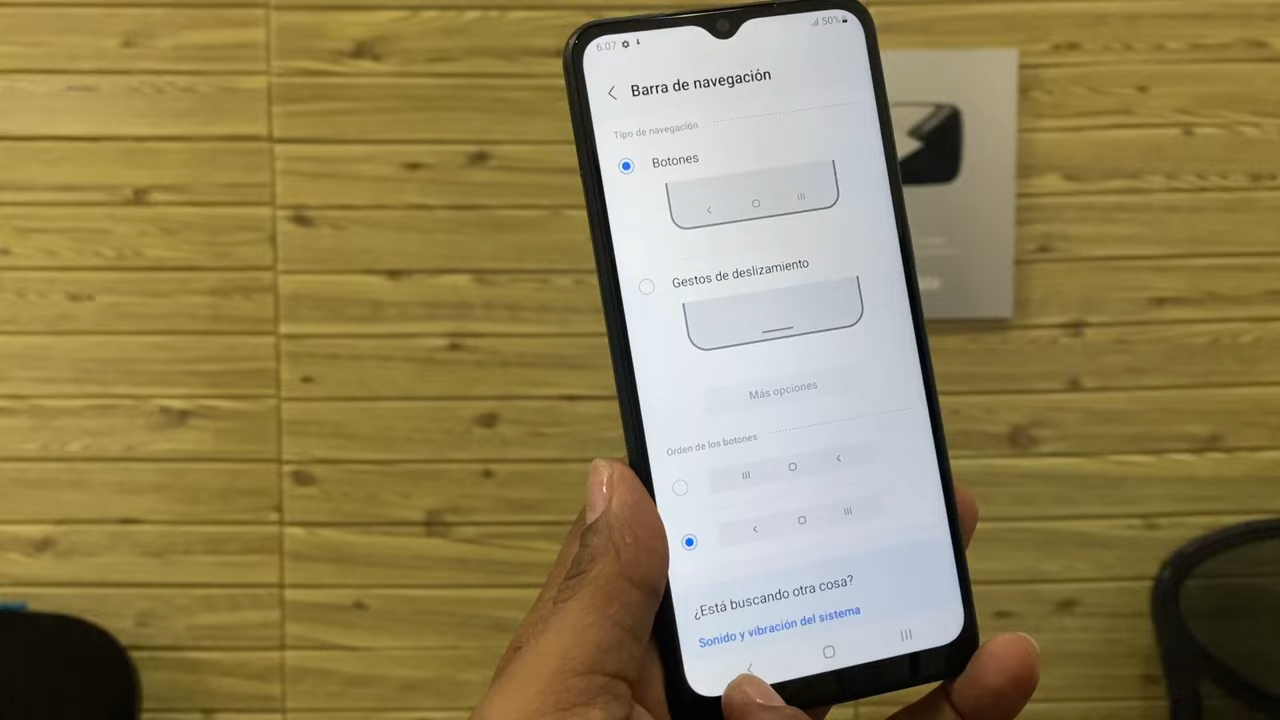 6:07 50%
Barra de navegación
Tipo de navegación
Botones
Gestos de deslizamiento
Más opciones
Orden de los botones
¿Está buscando otra cosa?
Sonido y vibración del sistema